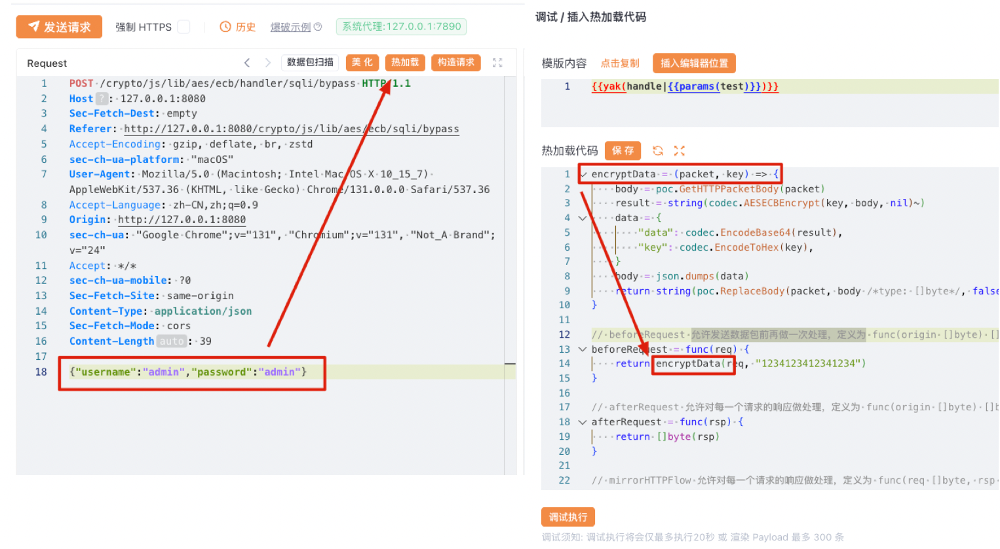 发送请求 强制 HTTPS 历史 爆破示例 系统代理:127.0.0.1:7890
Request 数据包扫描 美 化 热加载 构造请求
1 POST /crypto/js/lib/aes/ecb/handler/sqli/bypass HTTP/1.1
2 Host ? : 127.0.0.1:8080
3 Sec-Fetch-Dest: empty
4 Referer: http://127.0.0.1:8080/crypto/js/lib/aes/ecb/sqli/bypass
5 Accept-Encoding: gzip, deflate, br, zstd
6 sec-ch-ua-platform: "macOS"
7 User-Agent: Mozilla/5.0 (Macintosh; Intel Mac OS X 10_15_7)
AppleWebKit/537.36 (KHTML, like Gecko) Chrome/131.0.0.0 Safari/537.36
8 Accept-Language: zh-CN,zh;q=0.9
9 Origin: http://127.0.0.1:8080
10 sec-ch-ua: "Google Chrome";v="131", "Chromium";v="131", "Not_A Brand";
v="24"
11 Accept: */*
12 sec-ch-ua-mobile: ?0
13 Sec-Fetch-Site: same-origin
14 Content-Type: application/json
15 Sec-Fetch-Mode: cors
16 Content-Length auto : 39
17
18 {"username":"admin","password":"admin"}
调试 / 插入热加载代码
模版内容 点击复制 插入编辑器位置
1 {{yak(handle|{{params(test)}})}}
热加载代码 保 存
1 encryptData = (packet, key) => {
2 body = poc.GetHTTPPacketBody(packet)
3 result = string(codec.AESECBEncrypt(key, body, nil)~)
4 data = {
5 "data": codec.EncodeBase64(result),
6 "key": codec.EncodeToHex(key),
7 }
8 body = json.dumps(data)
9 return string(poc.ReplaceBody(packet, body /*type: []byte*/, false
10 }
11
12 // beforeRequest 允许发送数据包前再做一次处理，定义为 func(origin []byte) []
13 beforeRequest = func(req) {
14 return encryptData(req, "1234123412341234")
15 }
16
17 // afterRequest 允许对每一个请求的响应做处理，定义为 func(origin []byte) []b
18 afterRequest = func(rsp) {
19 return []byte(rsp)
20 }
21
22 // mirrorHTTPFlow 允许对每一个请求的响应做处理，定义为 func(req []byte, rsp
调试执行
调试须知: 调试执行将会仅最多执行20秒 或 渲染 Payload 最多 300 条